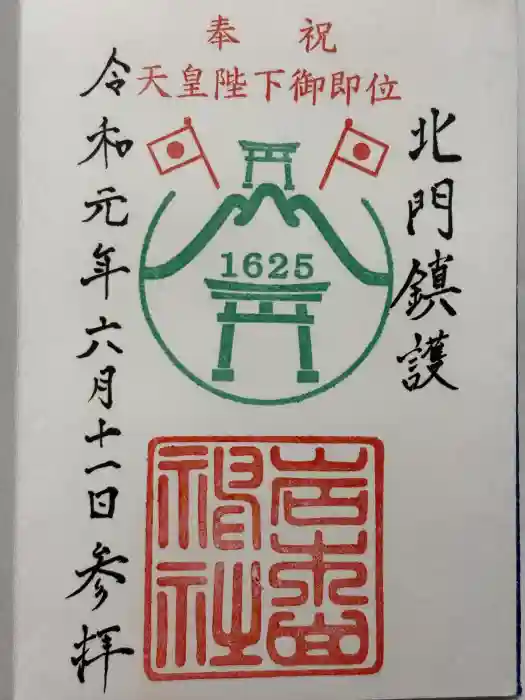 奉祝
天皇陛下御即位
北門鎮護
1625
岩木山
神社
令和元年六月十一日参拝